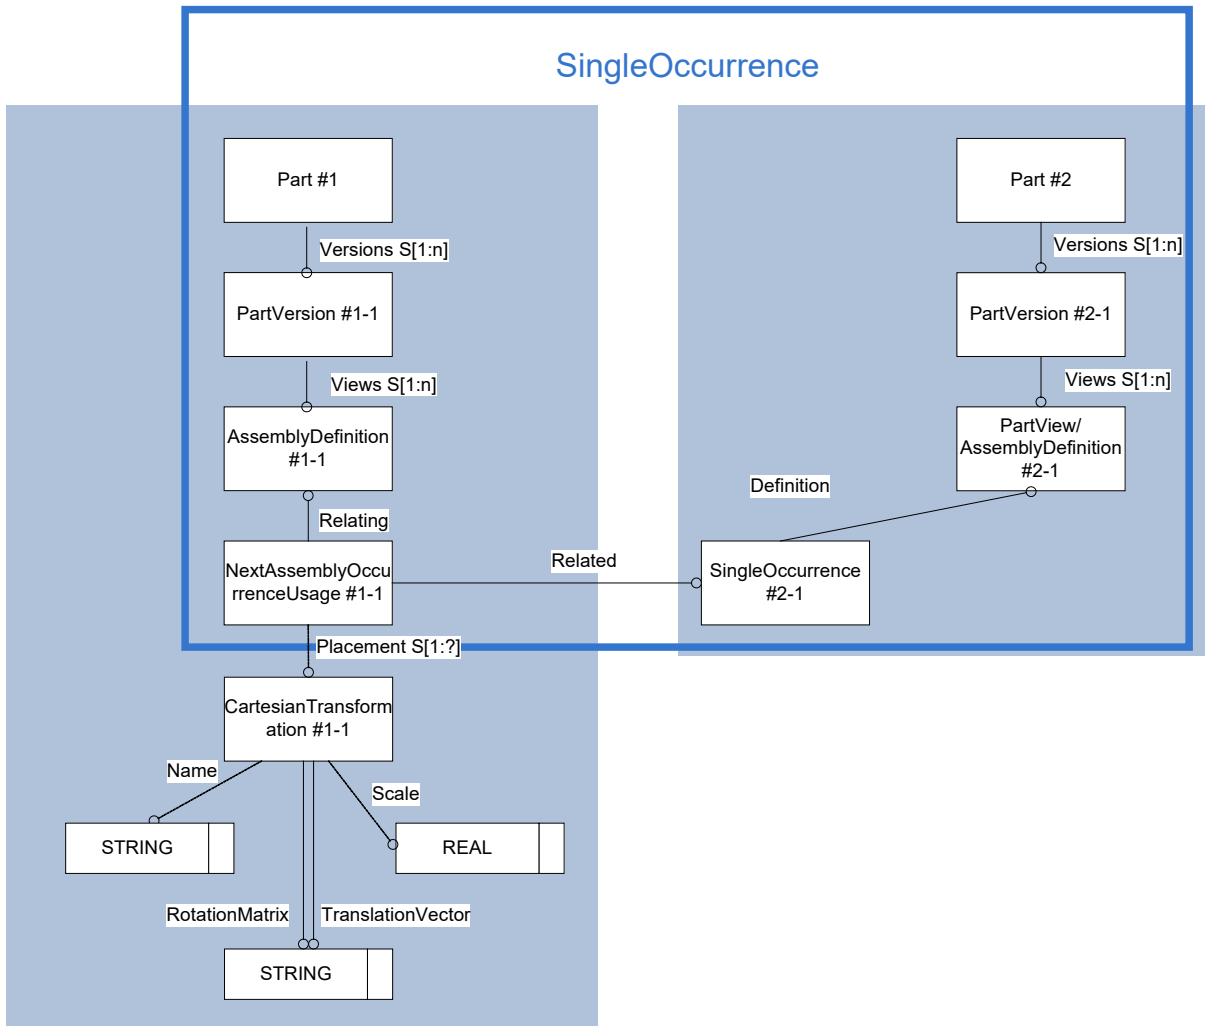 SingleOccurrence
Part #1
Versions S[1:n]
PartVersion #1-1
Views S[1:n]
AssemblyDefinition
#1-1
Relating
NextAssemblyOccu
rrenceUsage #1-1
Related
Placement S[1:?]
CartesianTransform
ation #1-1
Name
Scale
STRING
REAL
RotationMatrix
TranslationVector
STRING
Part #2
Versions S[1:n]
PartVersion #2-1
Views S[1:n]
PartView/
AssemblyDefinition
#2-1
Definition
SingleOccurrence
#2-1